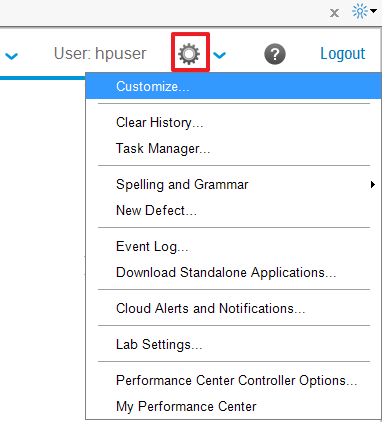 x
User: hpuser
?
Logout
Customize...
Clear History...
Task Manager...
Spelling and Grammar
New Defect...
Event Log...
Download Standalone Applications...
Cloud Alerts and Notifications...
Lab Settings...
Performance Center Controller Options...
My Performance Center